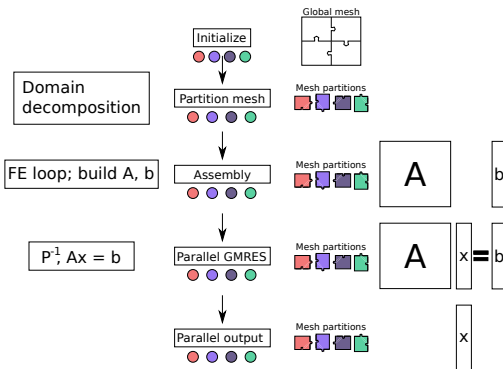 Global mesh
Initialize
Domain
decomposition
Partition mesh
Mesh partitions
FE loop; build A, b
Assembly
Mesh partitions
A
b
P⁻¹, Ax = b
Parallel GMRES
Mesh partitions
A
x
=
b
Parallel output
Mesh partitions
x